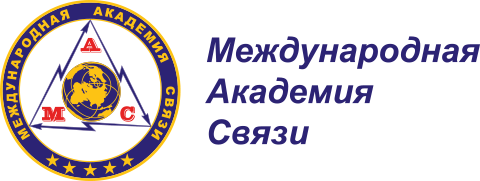 МЕЖДУНАРОДНАЯ АКАДЕМИЯ СВЯЗИ
А
М С
Международная
Академия
Связи